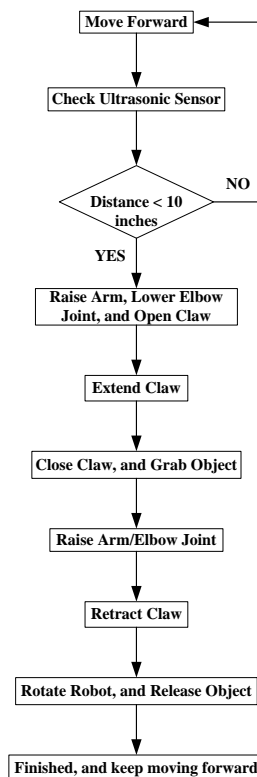 Move Forward
Check Ultrasonic Sensor
Distance < 10
inches
NO
YES
Raise Arm, Lower Elbow
Joint, and Open Claw
Extend Claw
Close Claw, and Grab Object
Raise Arm/Elbow Joint
Retract Claw
Rotate Robot, and Release Object
Finished, and keep moving forward